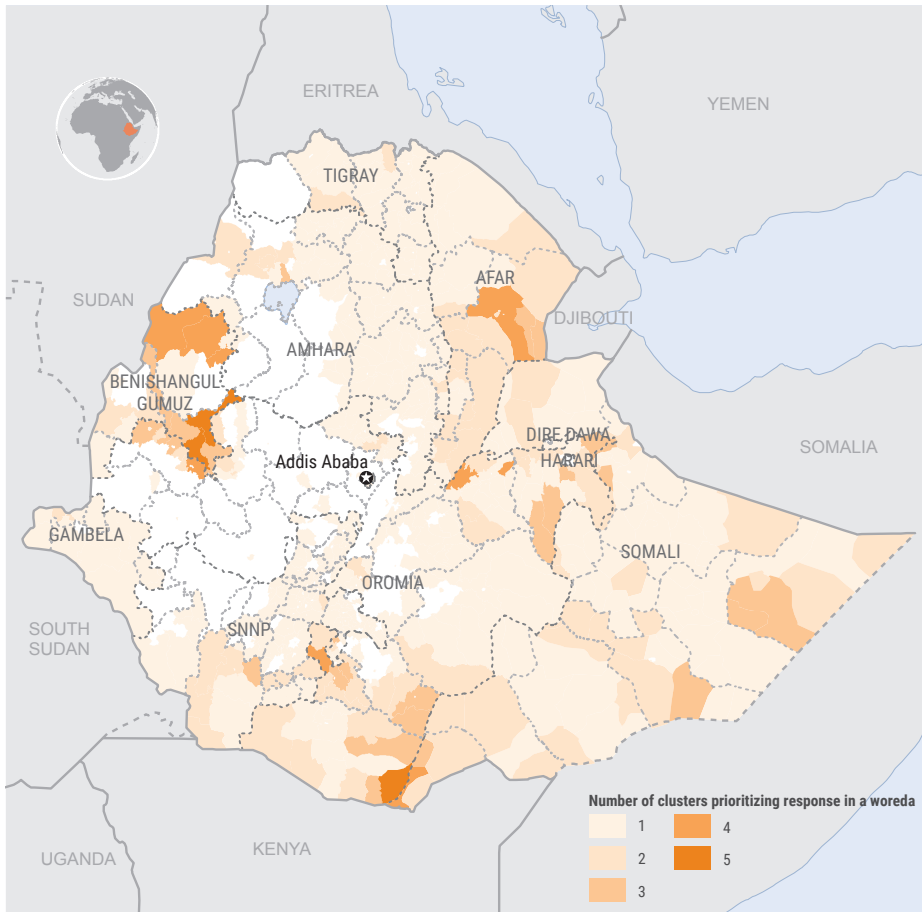 ERITREA
YEMEN
TIGRAY
SUDAN
AFAR
DJIBOUTI
AMHARA
BENISHANGUL
GUMUZ
DIRE DAWA
HARARI
SOMALIA
Addis Ababa
GAMBELA
SOMALI
OROMIA
SNNP
SOUTH
SUDAN
Number of clusters prioritizing response in a woreda
1
4
2
5
3
KENYA
UGANDA